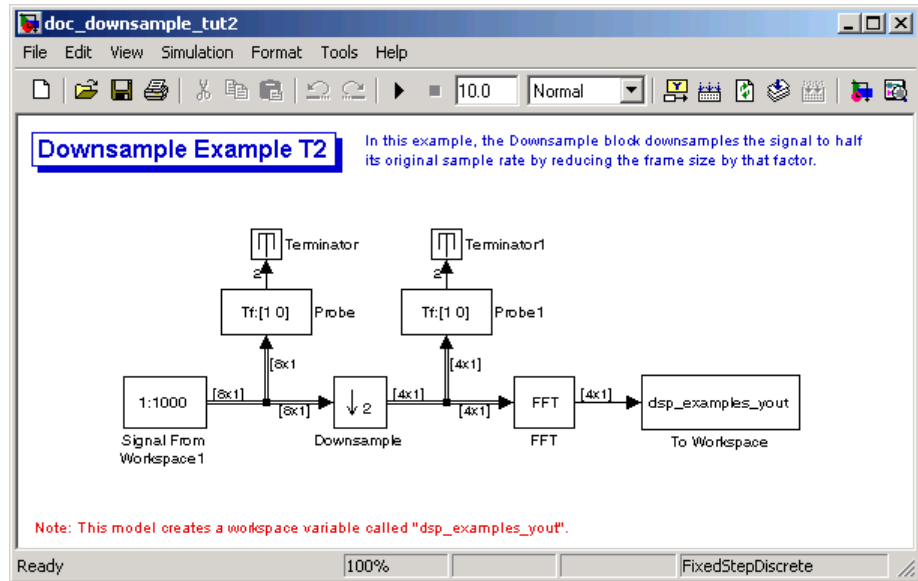 doc_downsample_tut2
File Edit View Simulation Format Tools Help
10.0 Normal
Downsample Example T2
In this example, the Downsample block downsamples the signal to half
its original sample rate by reducing the frame size by that factor.
Terminator
Terminator1
2
2
Tf:[1 0]
Probe
Tf:[1 0]
Probe1
[8x1
[4x1]
1:1000
[8x1]
[8x1]
2
[4x1]
[4x1]
FFT
[4x1]
dsp_examples_yout
Signal From
Workspace1
Downsample
FFT
To Workspace
Note: This model creates a workspace variable called "dsp_examples_yout".
Ready 100% FixedStepDiscrete